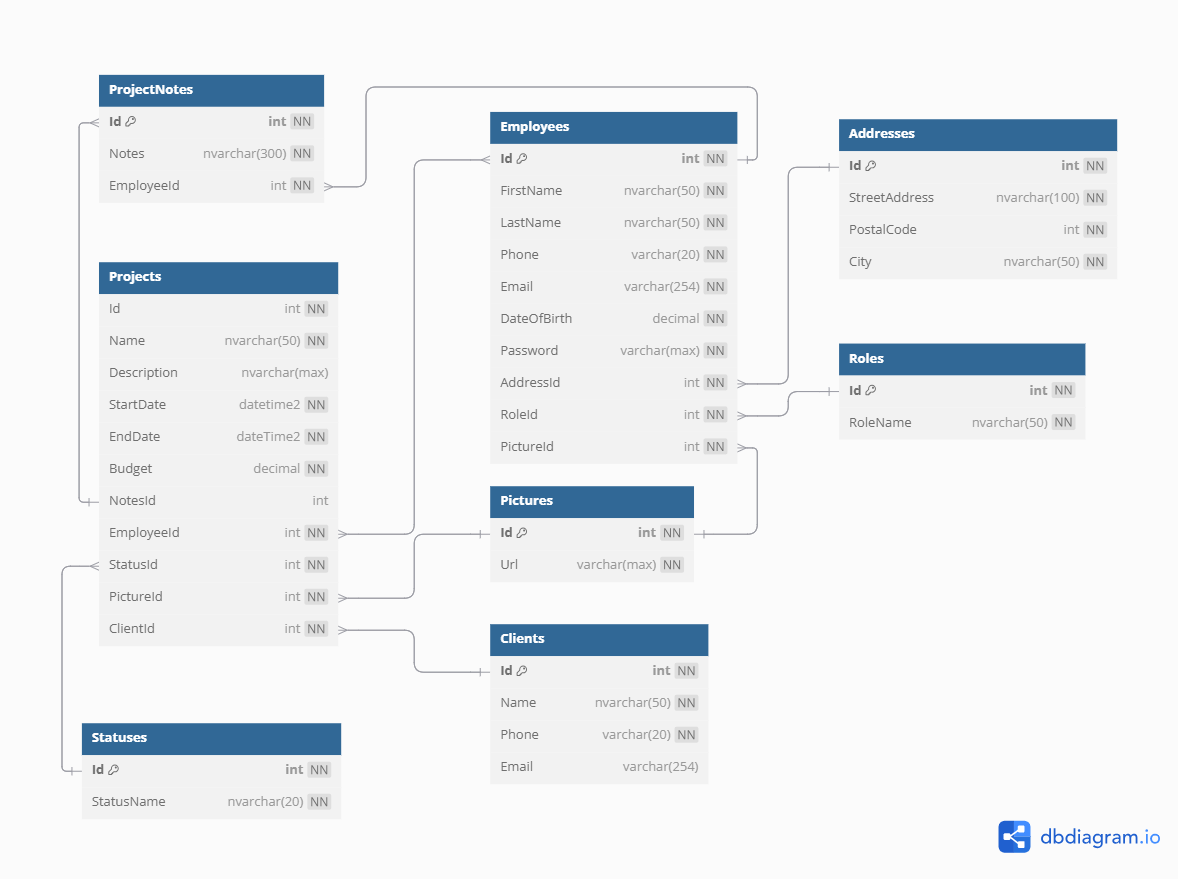 ProjectNotes
Id int NN
Notes nvarchar(300) NN
EmployeeId int NN
Projects
Id int NN
Name nvarchar(50) NN
Description nvarchar(max)
StartDate datetime2 NN
EndDate dateTime2 NN
Budget decimal NN
NotesId int
EmployeeId int NN
StatusId int NN
PictureId int NN
ClientId int NN
Statuses
Id int NN
StatusName nvarchar(20) NN
Employees
Id int NN
FirstName nvarchar(50) NN
LastName nvarchar(50) NN
Phone varchar(20) NN
Email varchar(254) NN
DateOfBirth decimal NN
Password varchar(max) NN
AddressId int NN
RoleId int NN
PictureId int NN
Pictures
Id int NN
Url varchar(max) NN
Clients
Id int NN
Name nvarchar(50) NN
Phone varchar(20) NN
Email varchar(254)
Addresses
Id int NN
StreetAddress nvarchar(100) NN
PostalCode int NN
City nvarchar(50) NN
Roles
Id int NN
RoleName nvarchar(50) NN
dbdiagram.io